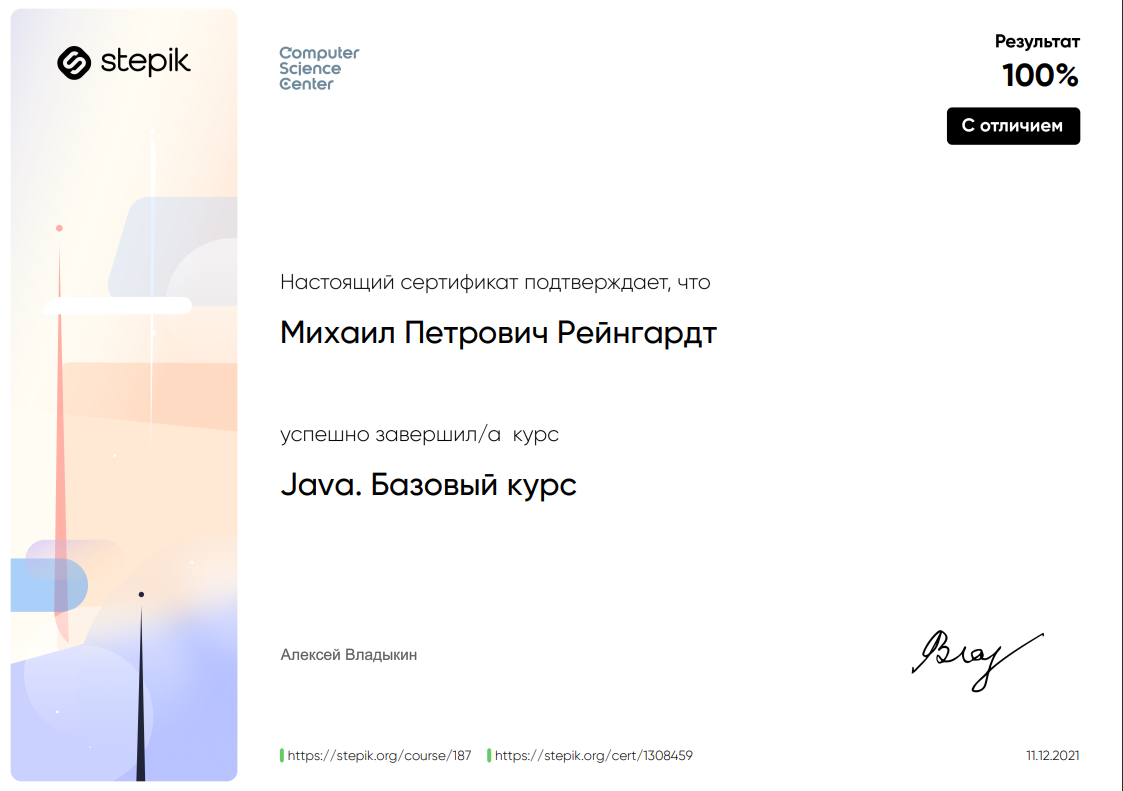 stepik
Computer
Science
Center
Результат
100%
С отличием
Настоящий сертификат подтверждает, что
Михаил Петрович Рейнгардт
успешно завершил/а курс
Java. Базовый курс
Алексей Владыкин
https://stepik.org/course/187
https://stepik.org/cert/1308459
11.12.2021